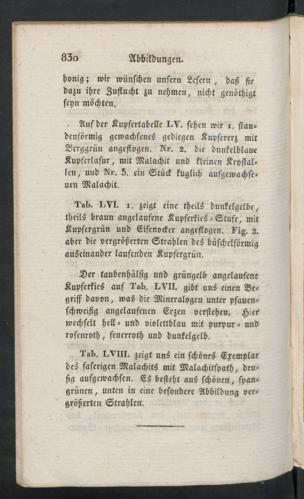 830 Abbildungen.
honig; wir wünschen unsern Lesern, daß sie
dazu ihre Zuflucht zu nehmen, nicht genöthigt
seyn möchten.
Auf der Kupfertabelle LV. sehen wir 1. stau-
denförmig gewachsenes gediegen Kupfererz mit
Berggrün angeflogen. Nr. 2. die dunkelblaue
Kupferlasur, mit Malachit und kleinen Krystal-
len, und Nr. 3. ein Stück kuglich aufgewachse-
nen Malachit.
Tab. LVI. 1. zeigt eine theils dunkelgelbe,
theils braun angelaufene Kupferkies-Stufe, mit
Kupfergrün und Eisenocker angeflogen. Fig. 2.
aber die vergrößerten Strahlen des büschelförmig
auseinander laufenden Kupfergrün.
Der taubenhälsig und grüngelb angelaufene
Kupferkies auf Tab. LVII. gibt uns einen Be-
griff davon, was die Mineralogen unter pfauen-
schweifig angelaufenen Erzen verstehen. Hier
wechselt hell- und violettblau mit purpur- und
rosenroth, feuerroth und dunkelgelb.
Tab. LVIII. zeigt uns ein schönes Exemplar
des faserigen Malachits mit Malachitspath, dru-
sig aufgewachsen. Es besteht aus schönen, span-
grünen, unten in eine besondere Abbildung ver-
größerten Strahlen.